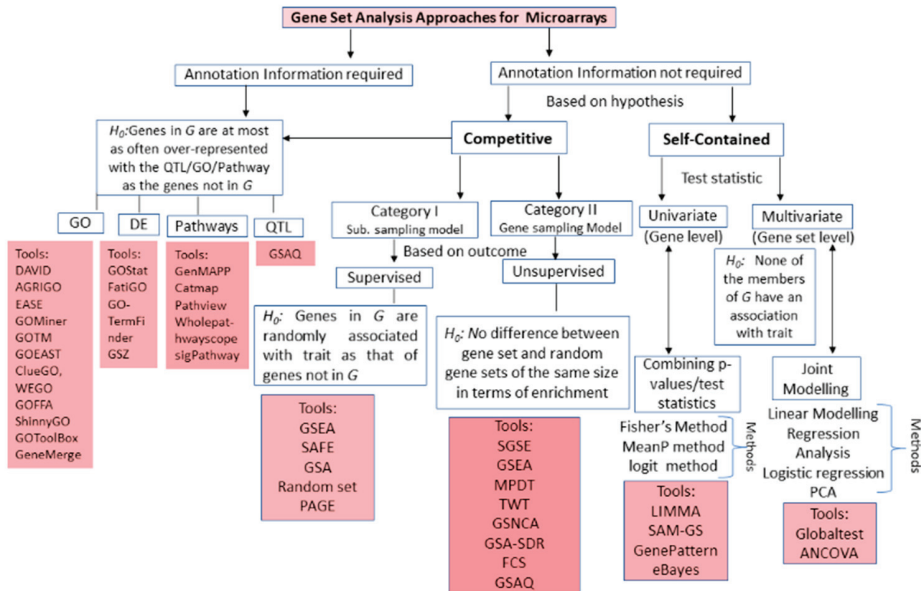 Gene Set Analysis Approaches for Microarrays
Annotation Information required
Annotation Information not required
Based on hypothesis
H0:Genes in G are at most
as often over-represented
with the QTL/GO/Pathway
as the genes not in G
Competitive
Self-Contained
Test statistic
GO
DE
Pathways
QTL
Tools:
DAVID
AGRIGO
EASE
GOMiner
GOTM
GOEAST
ClueGO,
WEGO
GOFFA
ShinnyGO
GOToolBox
GeneMerge
Tools:
GOStat
FatiGO
GO-
TermFi
nder
GSZ
Tools:
GenMAPP
Catmap
Pathview
Wholepat-
hwayscope
sigPathway
GSAQ
Category I
Sub. sampling model
Category II
Gene sampling Model
Based on outcome
Supervised
Unsupervised
H0: Genes in G are
randomly associated
with trait as that of
genes not in G
H0: No difference between
gene set and random
gene sets of the same size
in terms of enrichment
Tools:
GSEA
SAFE
GSA
Random set
PAGE
Tools:
SGSE
GSEA
MPDT
TWT
GSNCA
GSA-SDR
FCS
GSAQ
Univariate
(Gene level)
Multivariate
(Gene set level)
H0: None of
the members
of G have an
association
with trait
Combining p-
values/test
statistics
Joint
Modelling
Fisher's Method
MeanP method
logit method
Methods
Linear Modelling
Regression
Analysis
Logistic regression
PCA
Methods
Tools:
LIMMA
SAM-GS
GenePattern
eBayes
Tools:
Globaltest
ANCOVA